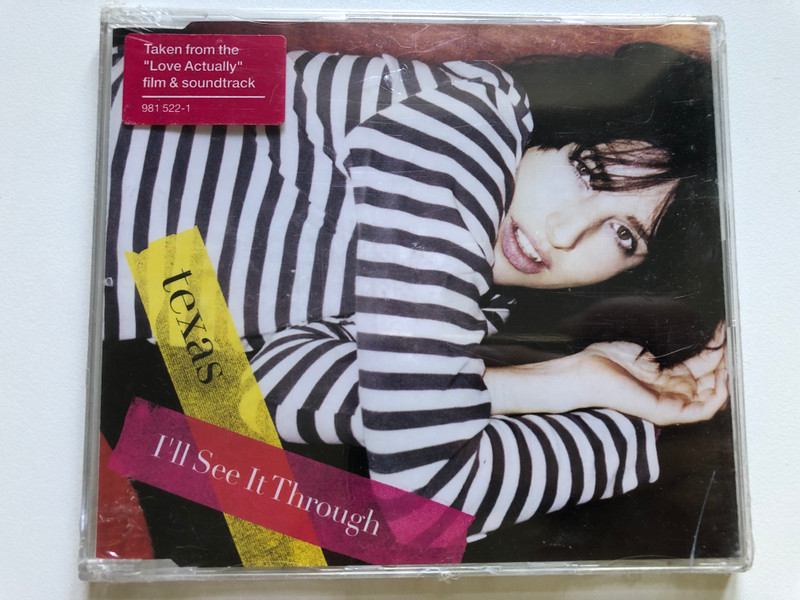 Taken from the
"Love Actually"
film & soundtrack
981 522-1
texas
I'll See It Through